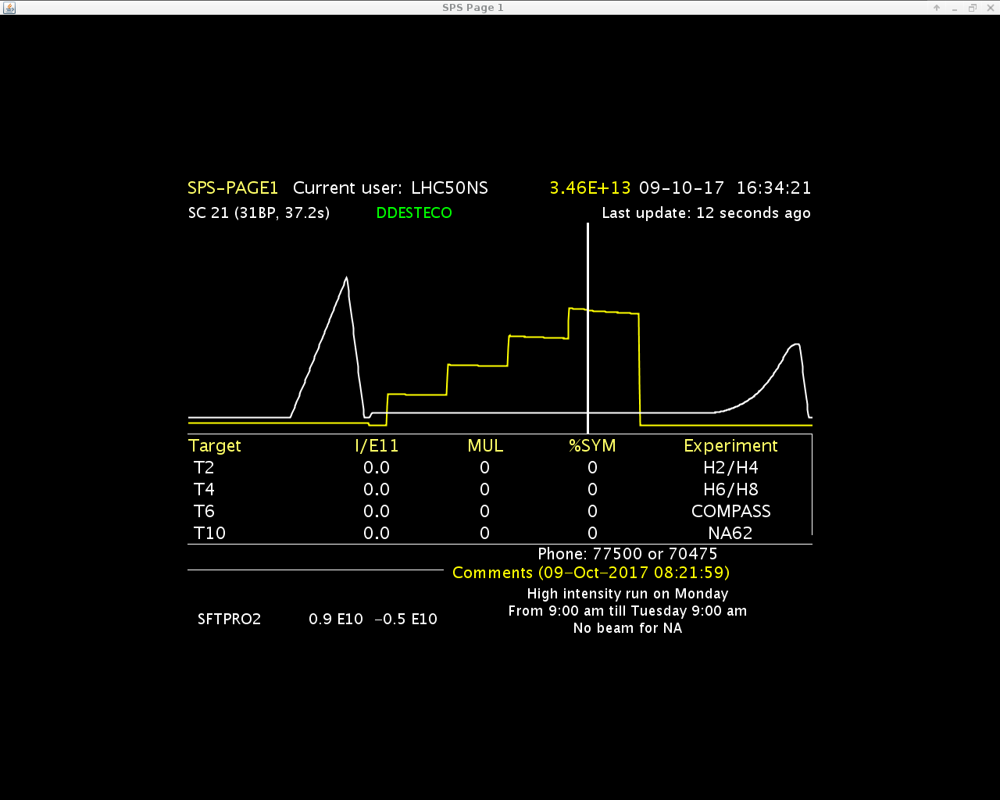 SPS Page 1
SPS-PAGE1 Current user: LHC50NS 3.46E+13 09-10-17 16:34:21
SC 21 (31BP, 37.2s) DDESTECO Last update: 12 seconds ago
Target I/E11 MUL %SYM Experiment
T2 0.0 0 0 H2/H4
T4 0.0 0 0 H6/H8
T6 0.0 0 0 COMPASS
T10 0.0 0 0 NA62
Phone: 77500 or 70475
Comments (09-Oct-2017 08:21:59)
High intensity run on Monday
From 9:00 am till Tuesday 9:00 am
SFTPRO2 0.9 E10 -0.5 E10
No beam for NA